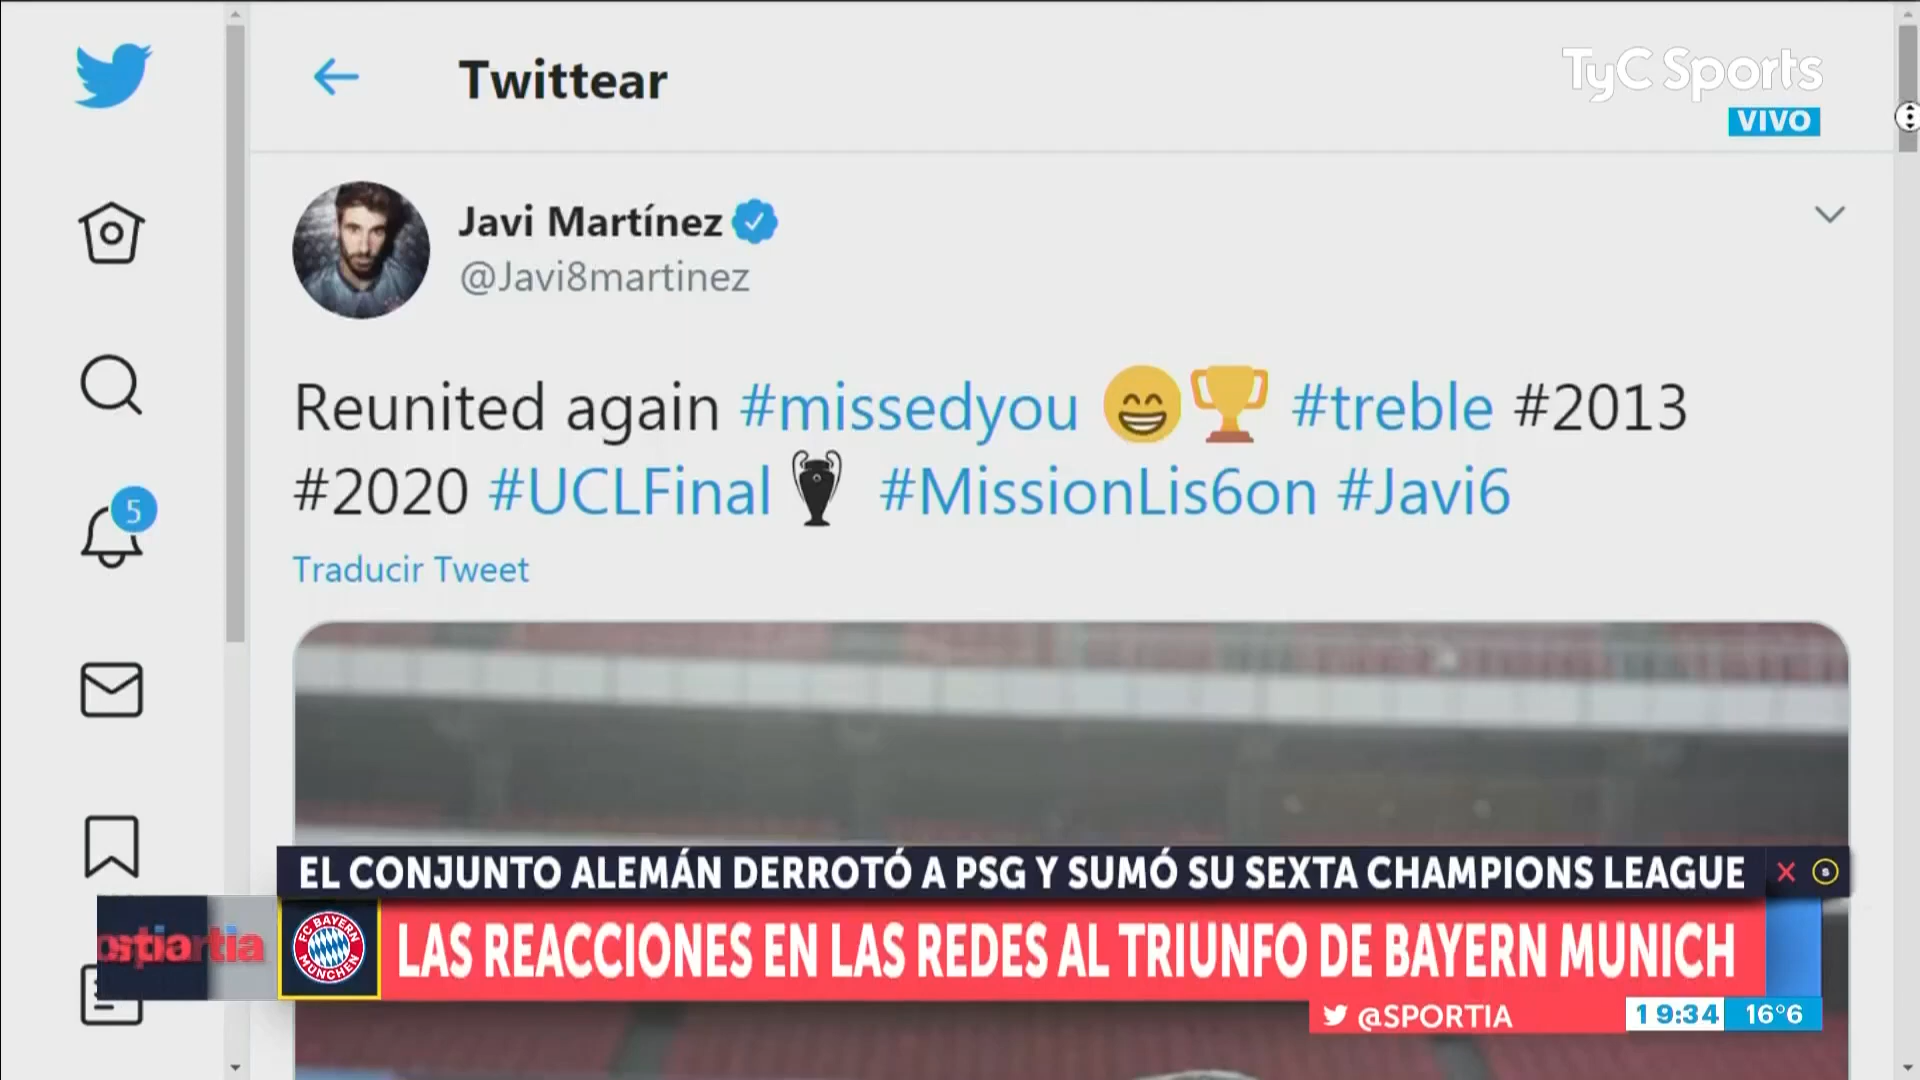 Twittear
TyC Sports
VIVO
Javi Martínez
@Javi8martinez
Reunited again #missedyou 😁🏆 #treble #2013
#2020 #UCLFinal #MissionLis6on #Javi6
Traducir Tweet
5
EL CONJUNTO ALEMÁN DERROTÓ A PSG Y SUMÓ SU SEXTA CHAMPIONS LEAGUE
LAS REACCIONES EN LAS REDES AL TRIUNFO DE BAYERN MUNICH
FC BAYERN
MÜNCHEN
@SPORTIA
19:34 16°6